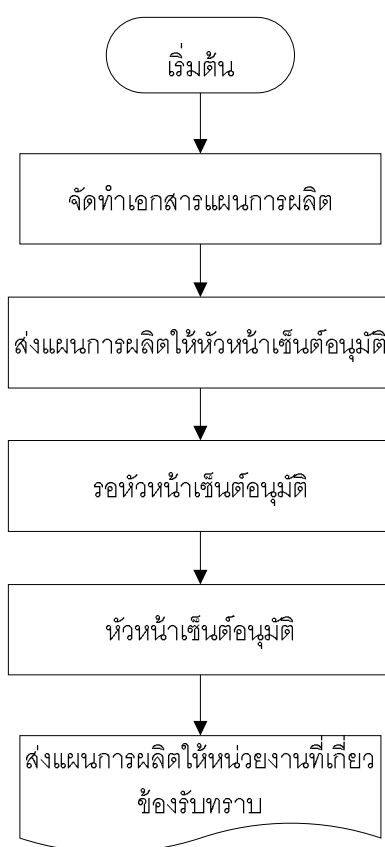 เริ่มต้น
จัดทำเอกสารแผนการผลิต
ส่งแผนการผลิตให้หัวหน้าเซ็นต์อนุมัติ
รอหัวหน้าเซ็นต์อนุมัติ
หัวหน้าเซ็นต์อนุมัติ
ส่งแผนการผลิตให้หน่วยงานที่เกี่ยว
ข้องรับทราบ